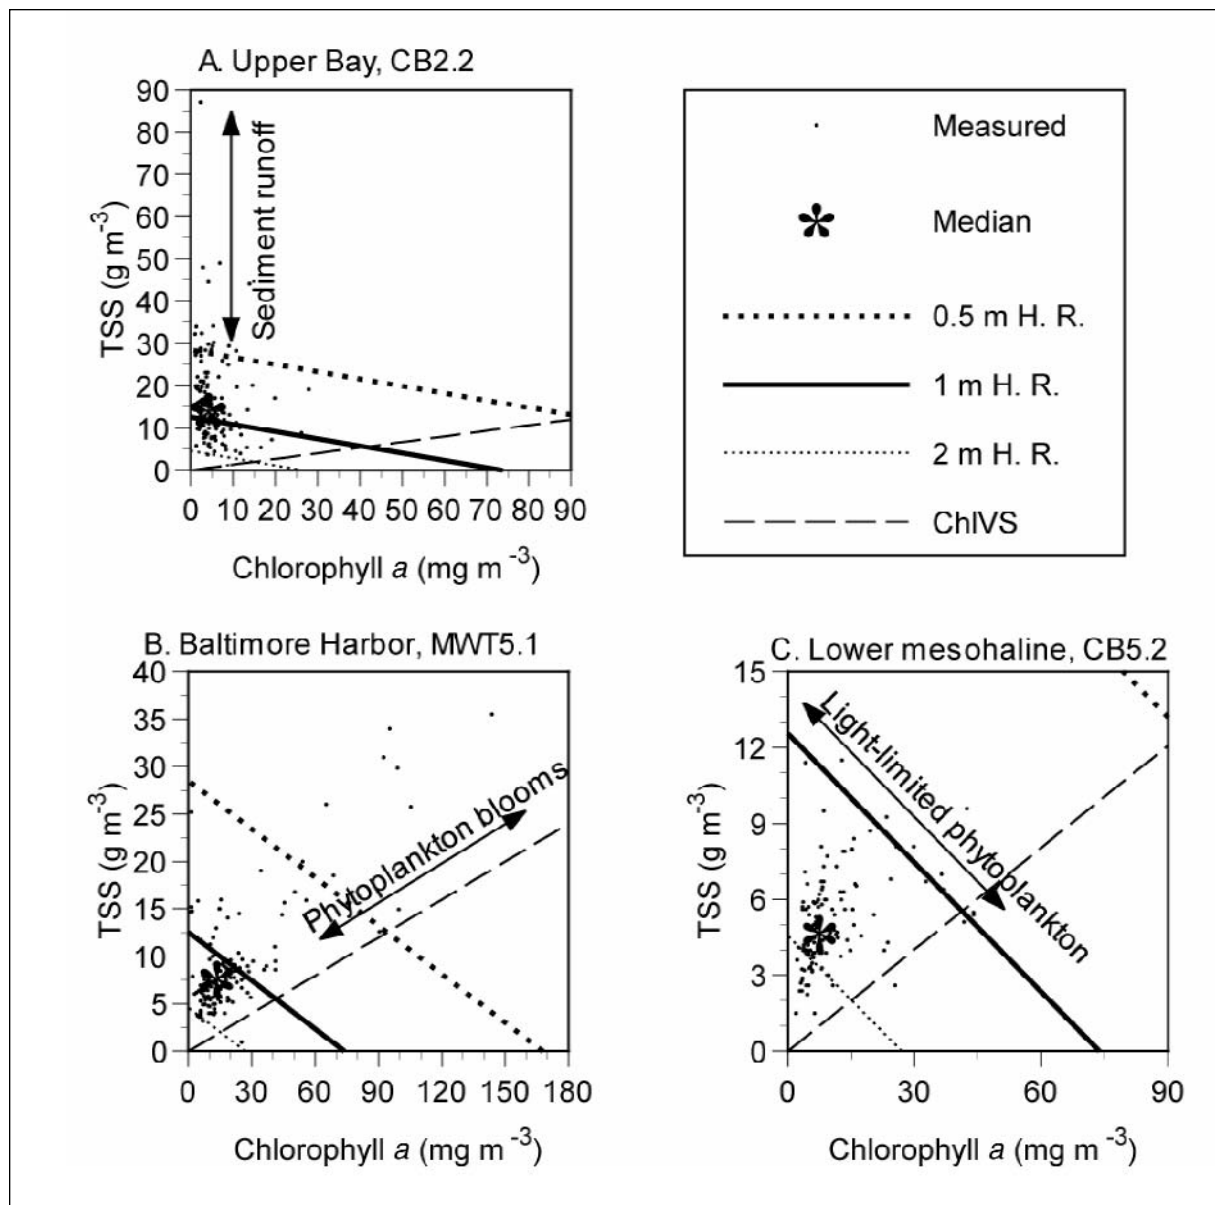 A. Upper Bay, CB2.2
90
80
70
60
50
40
30
20
10
0
TSS (g m-3)
Sediment runoff
0 10 20 30 40 50 60 70 80 90
Chlorophyll a (mg m -3)
Measured
Median
0.5 m H. R.
1 m H. R.
2 m H. R.
ChlVS
B. Baltimore Harbor, MWT5.1
40
35
30
25
20
15
10
5
0
TSS (g m-3)
Phytoplankton blooms
0 30 60 90 120 150 180
Chlorophyll a (mg m -3)
C. Lower mesohaline, CB5.2
15
12
9
6
3
0
TSS (g m-3)
Light-limited phytoplankton
0 30 60 90
Chlorophyll a (mg m -3)